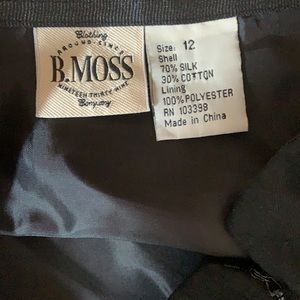 Clothing
AROUND SINCE
B.MOSS
NINETEEN THIRTY NINE
Company
Size: 12
Shell
70% SILK
30% COTTON
Lining
100% POLYESTER
RN 103398
Made in China